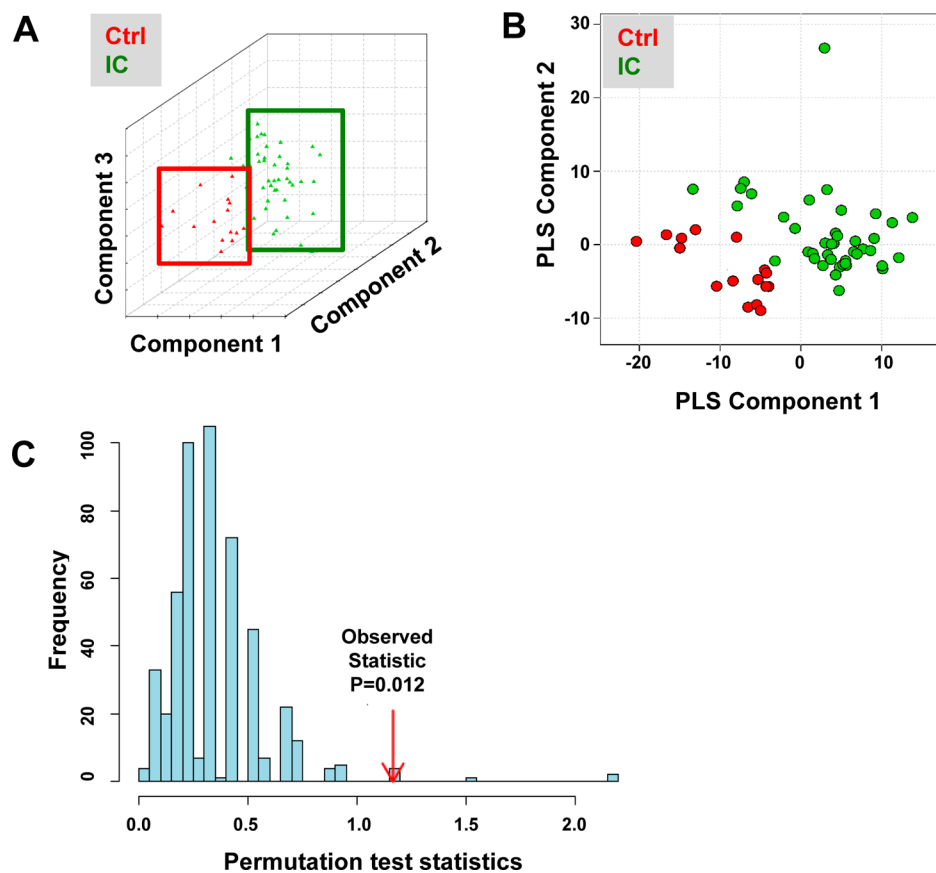 A
Ctrl
IC
Component 3
Component 1
Component 2
B
Ctrl
IC
PLS Component 2
30
20
10
0
-10
-20
-10
0
10
PLS Component 1
C
Frequency
100
80
60
40
20
0
Observed
Statistic
P=0.012
0.0
0.5
1.0
1.5
2.0
Permutation test statistics